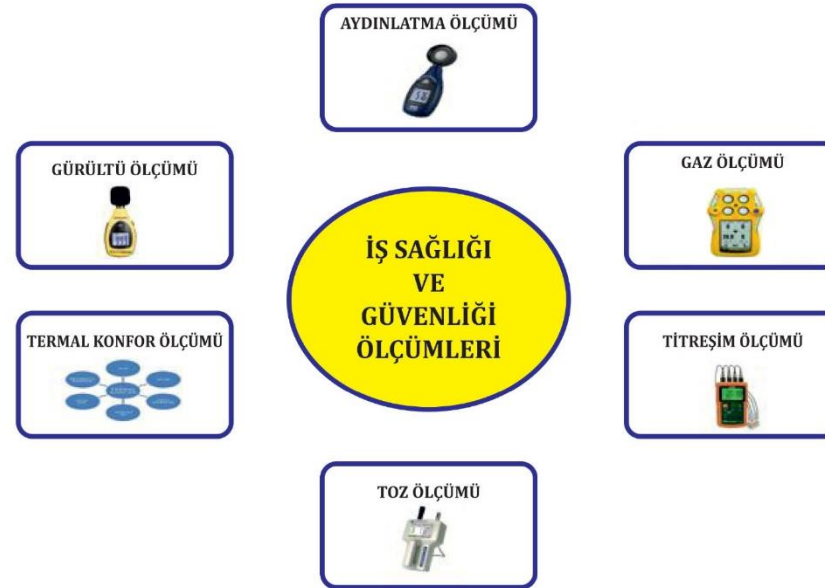 AYDINLATMA ÖLÇÜMÜ
GÜRÜLTÜ ÖLÇÜMÜ
GAZ ÖLÇÜMÜ
İŞ SAĞLIĞI
VE
GÜVENLİĞİ
ÖLÇÜMLERİ
TERMAL KONFOR ÖLÇÜMÜ
TİTREŞİM ÖLÇÜMÜ
TOZ ÖLÇÜMÜ